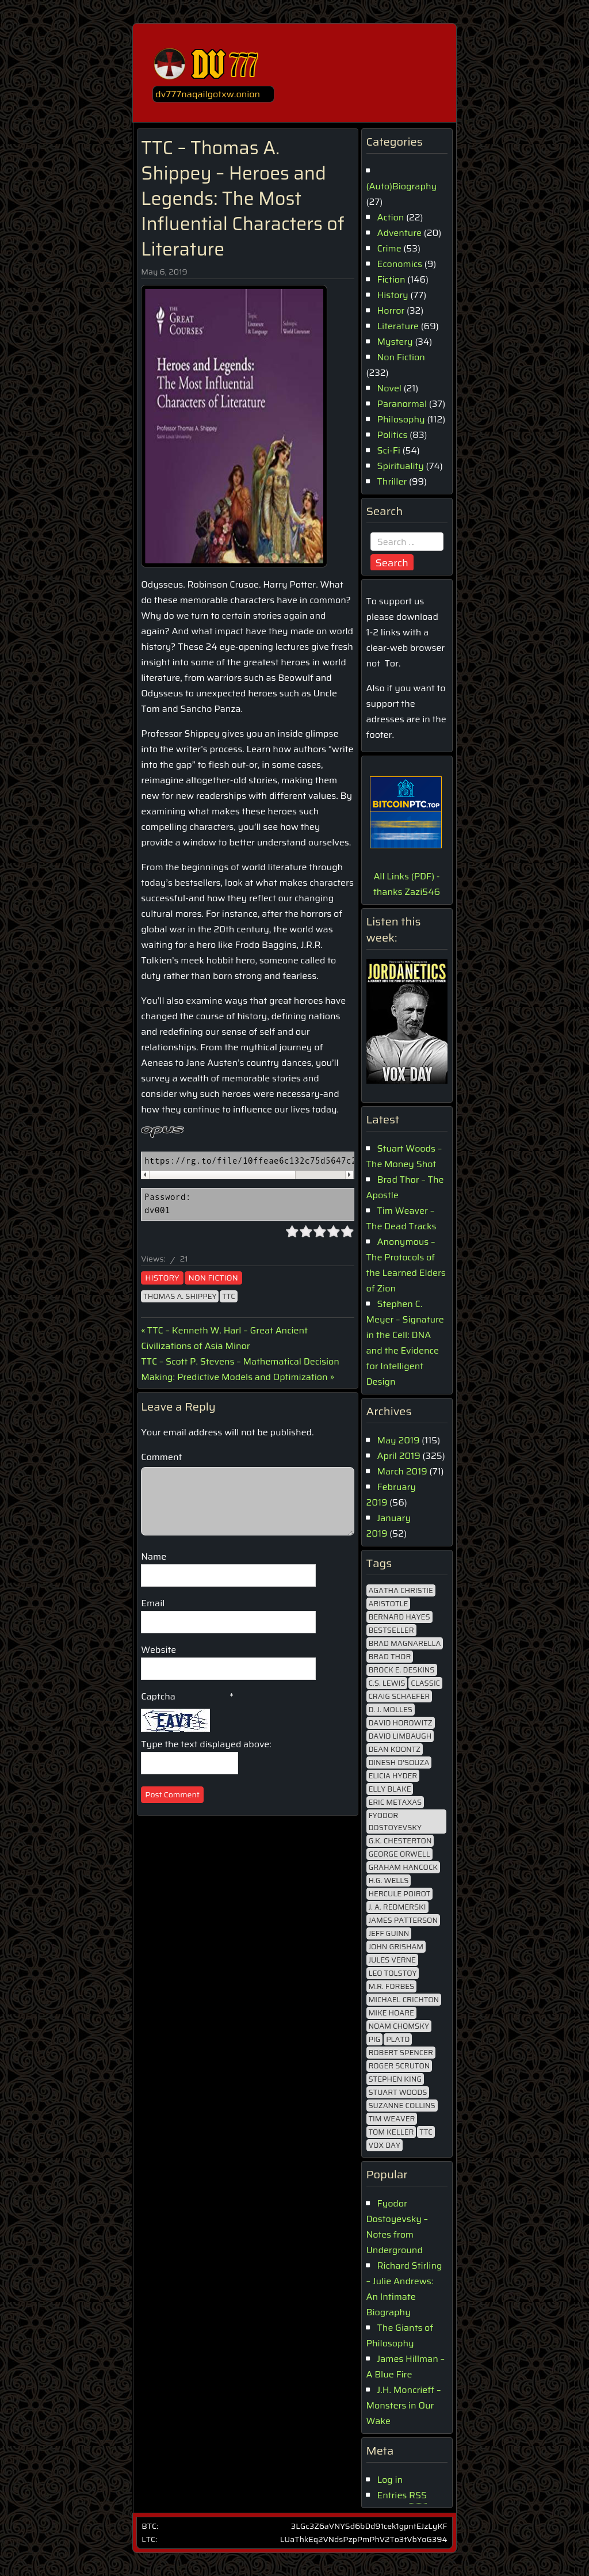 DV 777
dv777naqailgotxw.onion
TTC – Thomas A.
Shippey – Heroes and
Legends: The Most
Influential Characters of
Literature
May 6, 2019
THE
GREAT
COURSES
Topic
Literature
& Language
Subtopic
World
Literature
Heroes and Legends:
The Most Influential
Characters of Literature
Professor Thomas A. Shippey
Saint Louis University
Odysseus. Robinson Crusoe. Harry Potter. What
do these memorable characters have in common?
Why do we turn to certain stories again and
again? And what impact have they made on world
history? These 24 eye-opening lectures give fresh
insight into some of the greatest heroes in world
literature, from warriors such as Beowulf and
Odysseus to unexpected heroes such as Uncle
Tom and Sancho Panza.
Professor Shippey gives you an inside glimpse
into the writer's process. Learn how authors “write
into the gap” to flesh out-or, in some cases,
reimagine altogether-old stories, making them
new for new readerships with different values. By
examining what makes these heroes such
compelling characters, you'll see how they
provide a window to better understand ourselves.
From the beginnings of world literature through
today's bestsellers, look at what makes characters
successful-and how they reflect our changing
cultural mores. For instance, after the horrors of
global war in the 20th century, the world was
waiting for a hero like Frodo Baggins, J.R.R.
Tolkien's meek hobbit hero, someone called to
duty rather than born strong and fearless.
You'll also examine ways that great heroes have
changed the course of history, defining nations
and redefining our sense of self and our
relationships. From the mythical journey of
Aeneas to Jane Austen's country dances, you'll
survey a wealth of memorable stories and
consider why such heroes were necessary-and
how they continue to influence our lives today.
opus
https://rg.to/file/10ffeae6c132c75d5647c
Password:
dv001
Views: / 21
HISTORY NON FICTION
THOMAS A. SHIPPEY TTC
« TTC – Kenneth W. Harl – Great Ancient
Civilizations of Asia Minor
TTC – Scott P. Stevens – Mathematical Decision
Making: Predictive Models and Optimization »
Leave a Reply
Your email address will not be published.
Comment
Name
Email
Website
Captcha *
EAVT
Type the text displayed above:
Post Comment
Categories
(Auto)Biography
(27)
Action (22)
Adventure (20)
Crime (53)
Economics (9)
Fiction (146)
History (77)
Horror (32)
Literature (69)
Mystery (34)
Non Fiction
(232)
Novel (21)
Paranormal (37)
Philosophy (112)
Politics (83)
Sci-Fi (54)
Spirituality (74)
Thriller (99)
Search
Search …
Search
To support us
please download
1-2 links with a
clear-web browser
not Tor.
Also if you want to
support the
adresses are in the
footer.
BITCOINPTC.TOP
All Links (PDF) -
thanks Zazi546
Listen this
week:
JORDANETICS
VOX DAY
Latest
Stuart Woods –
The Money Shot
Brad Thor – The
Apostle
Tim Weaver –
The Dead Tracks
Anonymous –
The Protocols of
the Learned Elders
of Zion
Stephen C.
Meyer – Signature
in the Cell: DNA
and the Evidence
for Intelligent
Design
Archives
May 2019 (115)
April 2019 (325)
March 2019 (71)
February
2019 (56)
January
2019 (52)
Tags
AGATHA CHRISTIE
ARISTOTLE
BERNARD HAYES
BESTSELLER
BRAD MAGNARELLA
BRAD THOR
BROCK E. DESKINS
C.S. LEWIS CLASSIC
CRAIG SCHAEFER
D. J. MOLLES
DAVID HOROWITZ
DAVID LIMBAUGH
DEAN KOONTZ
DINESH D'SOUZA
ELICIA HYDER
ELLY BLAKE
ERIC METAXAS
FYODOR
DOSTOYEVSKY
G.K. CHESTERTON
GEORGE ORWELL
GRAHAM HANCOCK
H.G. WELLS
HERCULE POIROT
J. A. REDMERSKI
JAMES PATTERSON
JEFF GUINN
JOHN GRISHAM
JULES VERNE
LEO TOLSTOY
M.R. FORBES
MICHAEL CRICHTON
MIKE HOARE
NOAM CHOMSKY
PIG PLATO
ROBERT SPENCER
ROGER SCRUTON
STEPHEN KING
STUART WOODS
SUZANNE COLLINS
TIM WEAVER
TOM KELLER TTC
VOX DAY
Popular
Fyodor
Dostoyevsky –
Notes from
Underground
Richard Stirling
– Julie Andrews:
An Intimate
Biography
The Giants of
Philosophy
James Hillman –
A Blue Fire
J.H. Moncrieff –
Monsters in Our
Wake
Meta
Log in
Entries RSS
BTC: 3LGc3Z6aVNYSd6bDd91cek1gpntEJzLyKF
LTC: LUaThkEq2VNdsPzpPmPhV2To3tVbYoG394